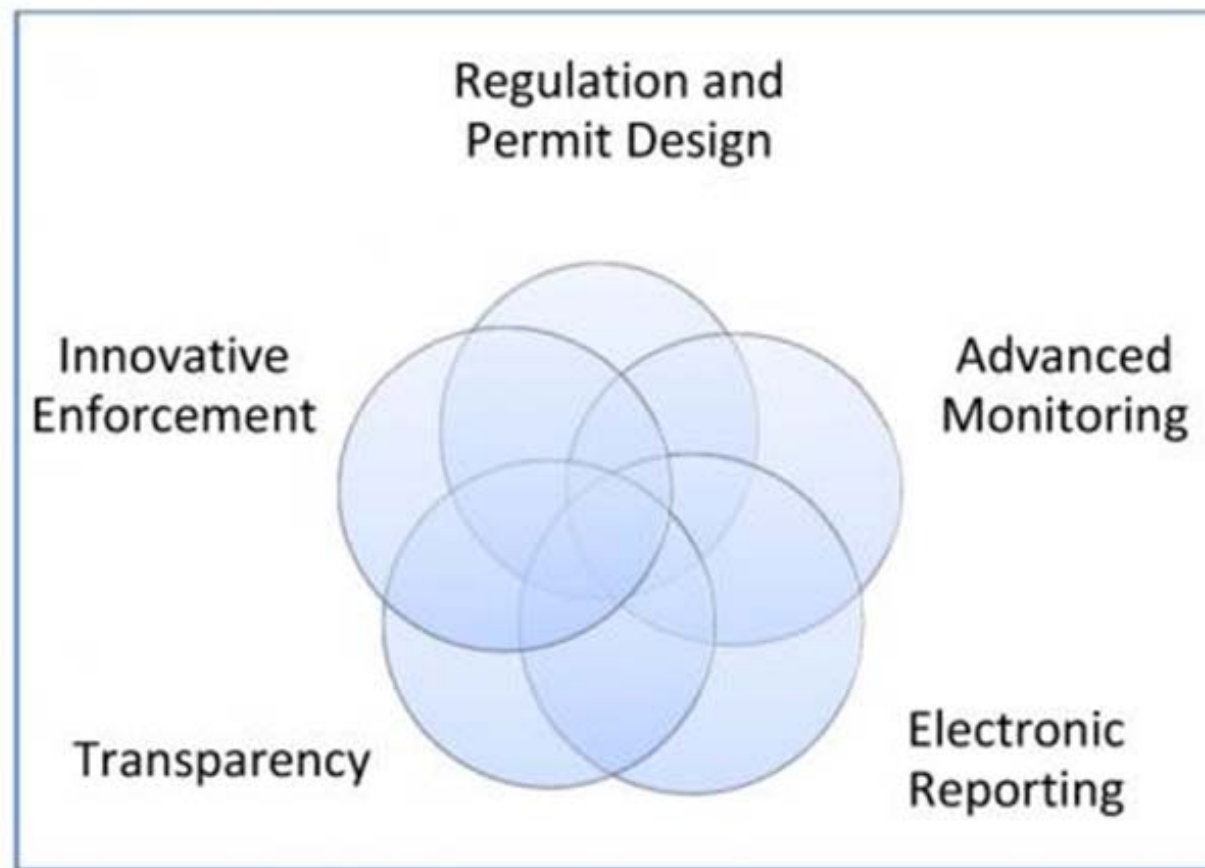 Regulation and
Permit Design
Innovative
Enforcement
Advanced
Monitoring
Transparency
Electronic
Reporting